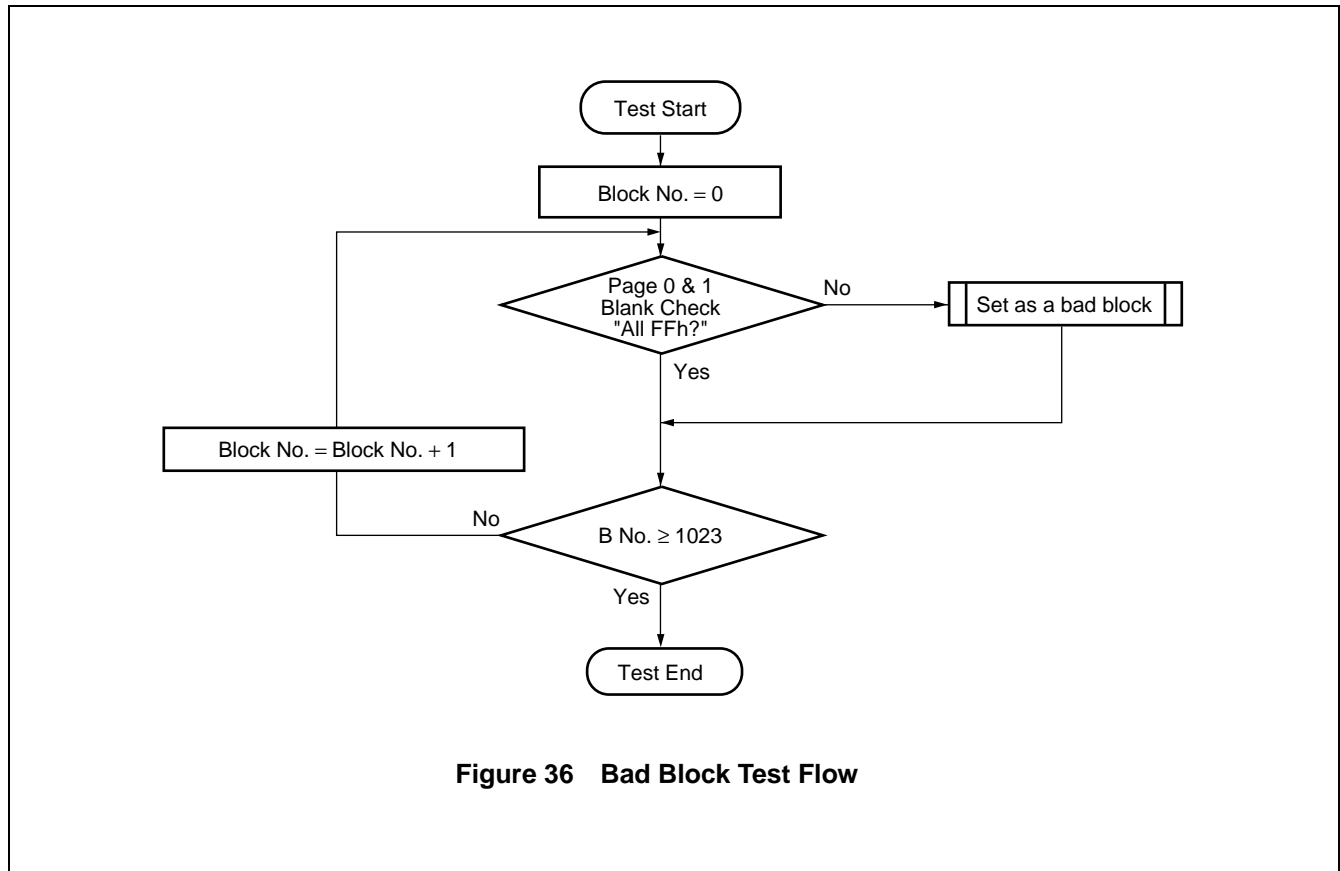 Test Start
Block No. = 0
Page 0 & 1
Blank Check
"All FFh?"
No
Set as a bad block
Yes
Block No. = Block No. + 1
No
B No. ≥ 1023
Yes
Test End
Figure 36 Bad Block Test Flow